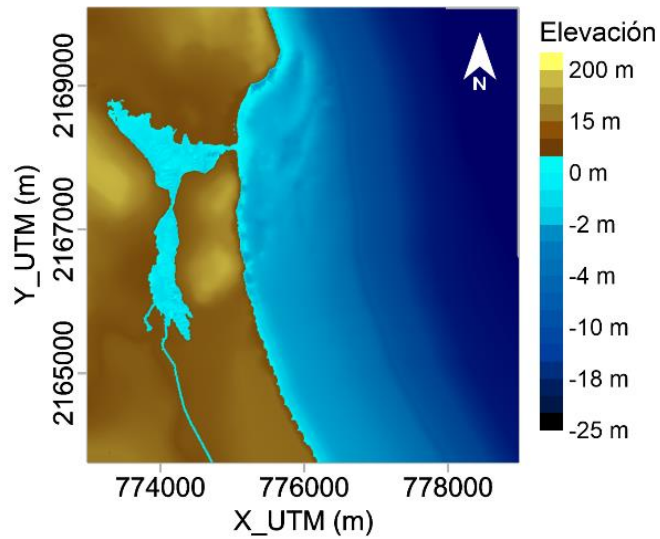 Elevación
200 m
15 m
0 m
-2 m
-4 m
-10 m
-18 m
-25 m
N
Y_UTM (m)
2169000
2167000
2165000
774000 776000 778000
X_UTM (m)